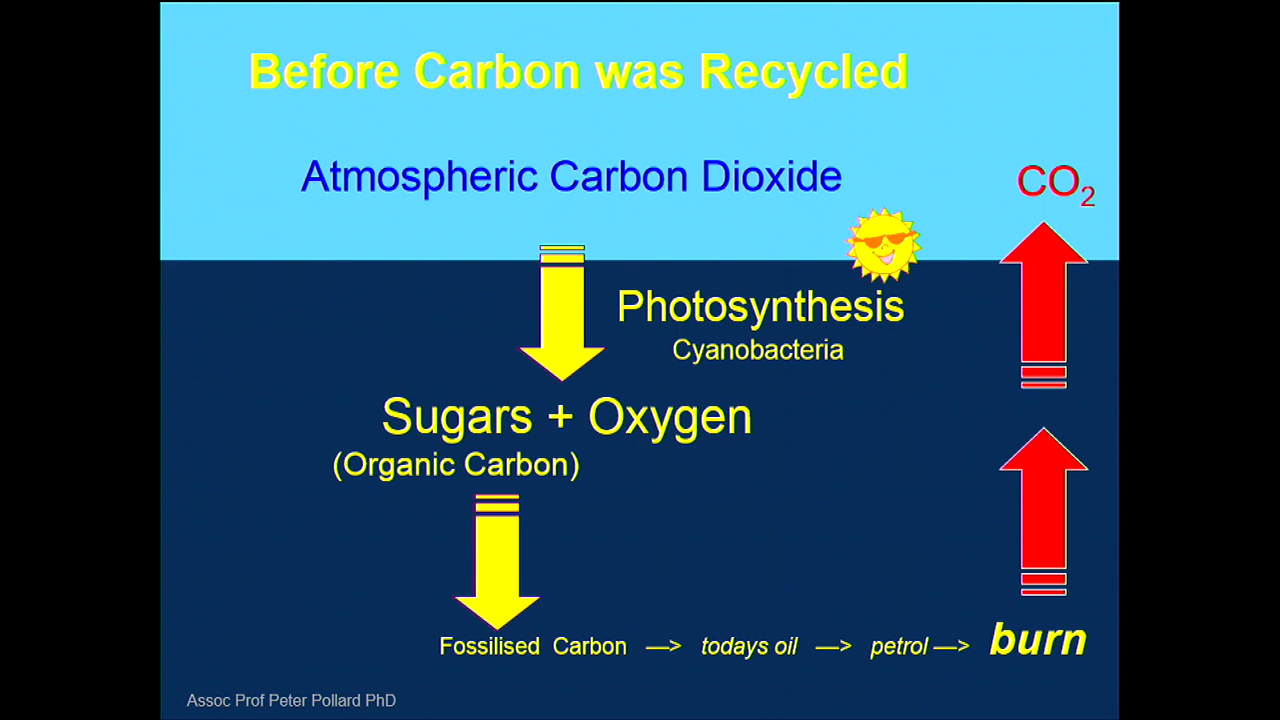 Before Carbon was Recycled
Atmospheric Carbon Dioxide
CO₂
Photosynthesis
Cyanobacteria
Sugars + Oxygen
(Organic Carbon)
Fossilised Carbon —> todays oil —> petrol —> burn
Assoc Prof Peter Pollard PhD